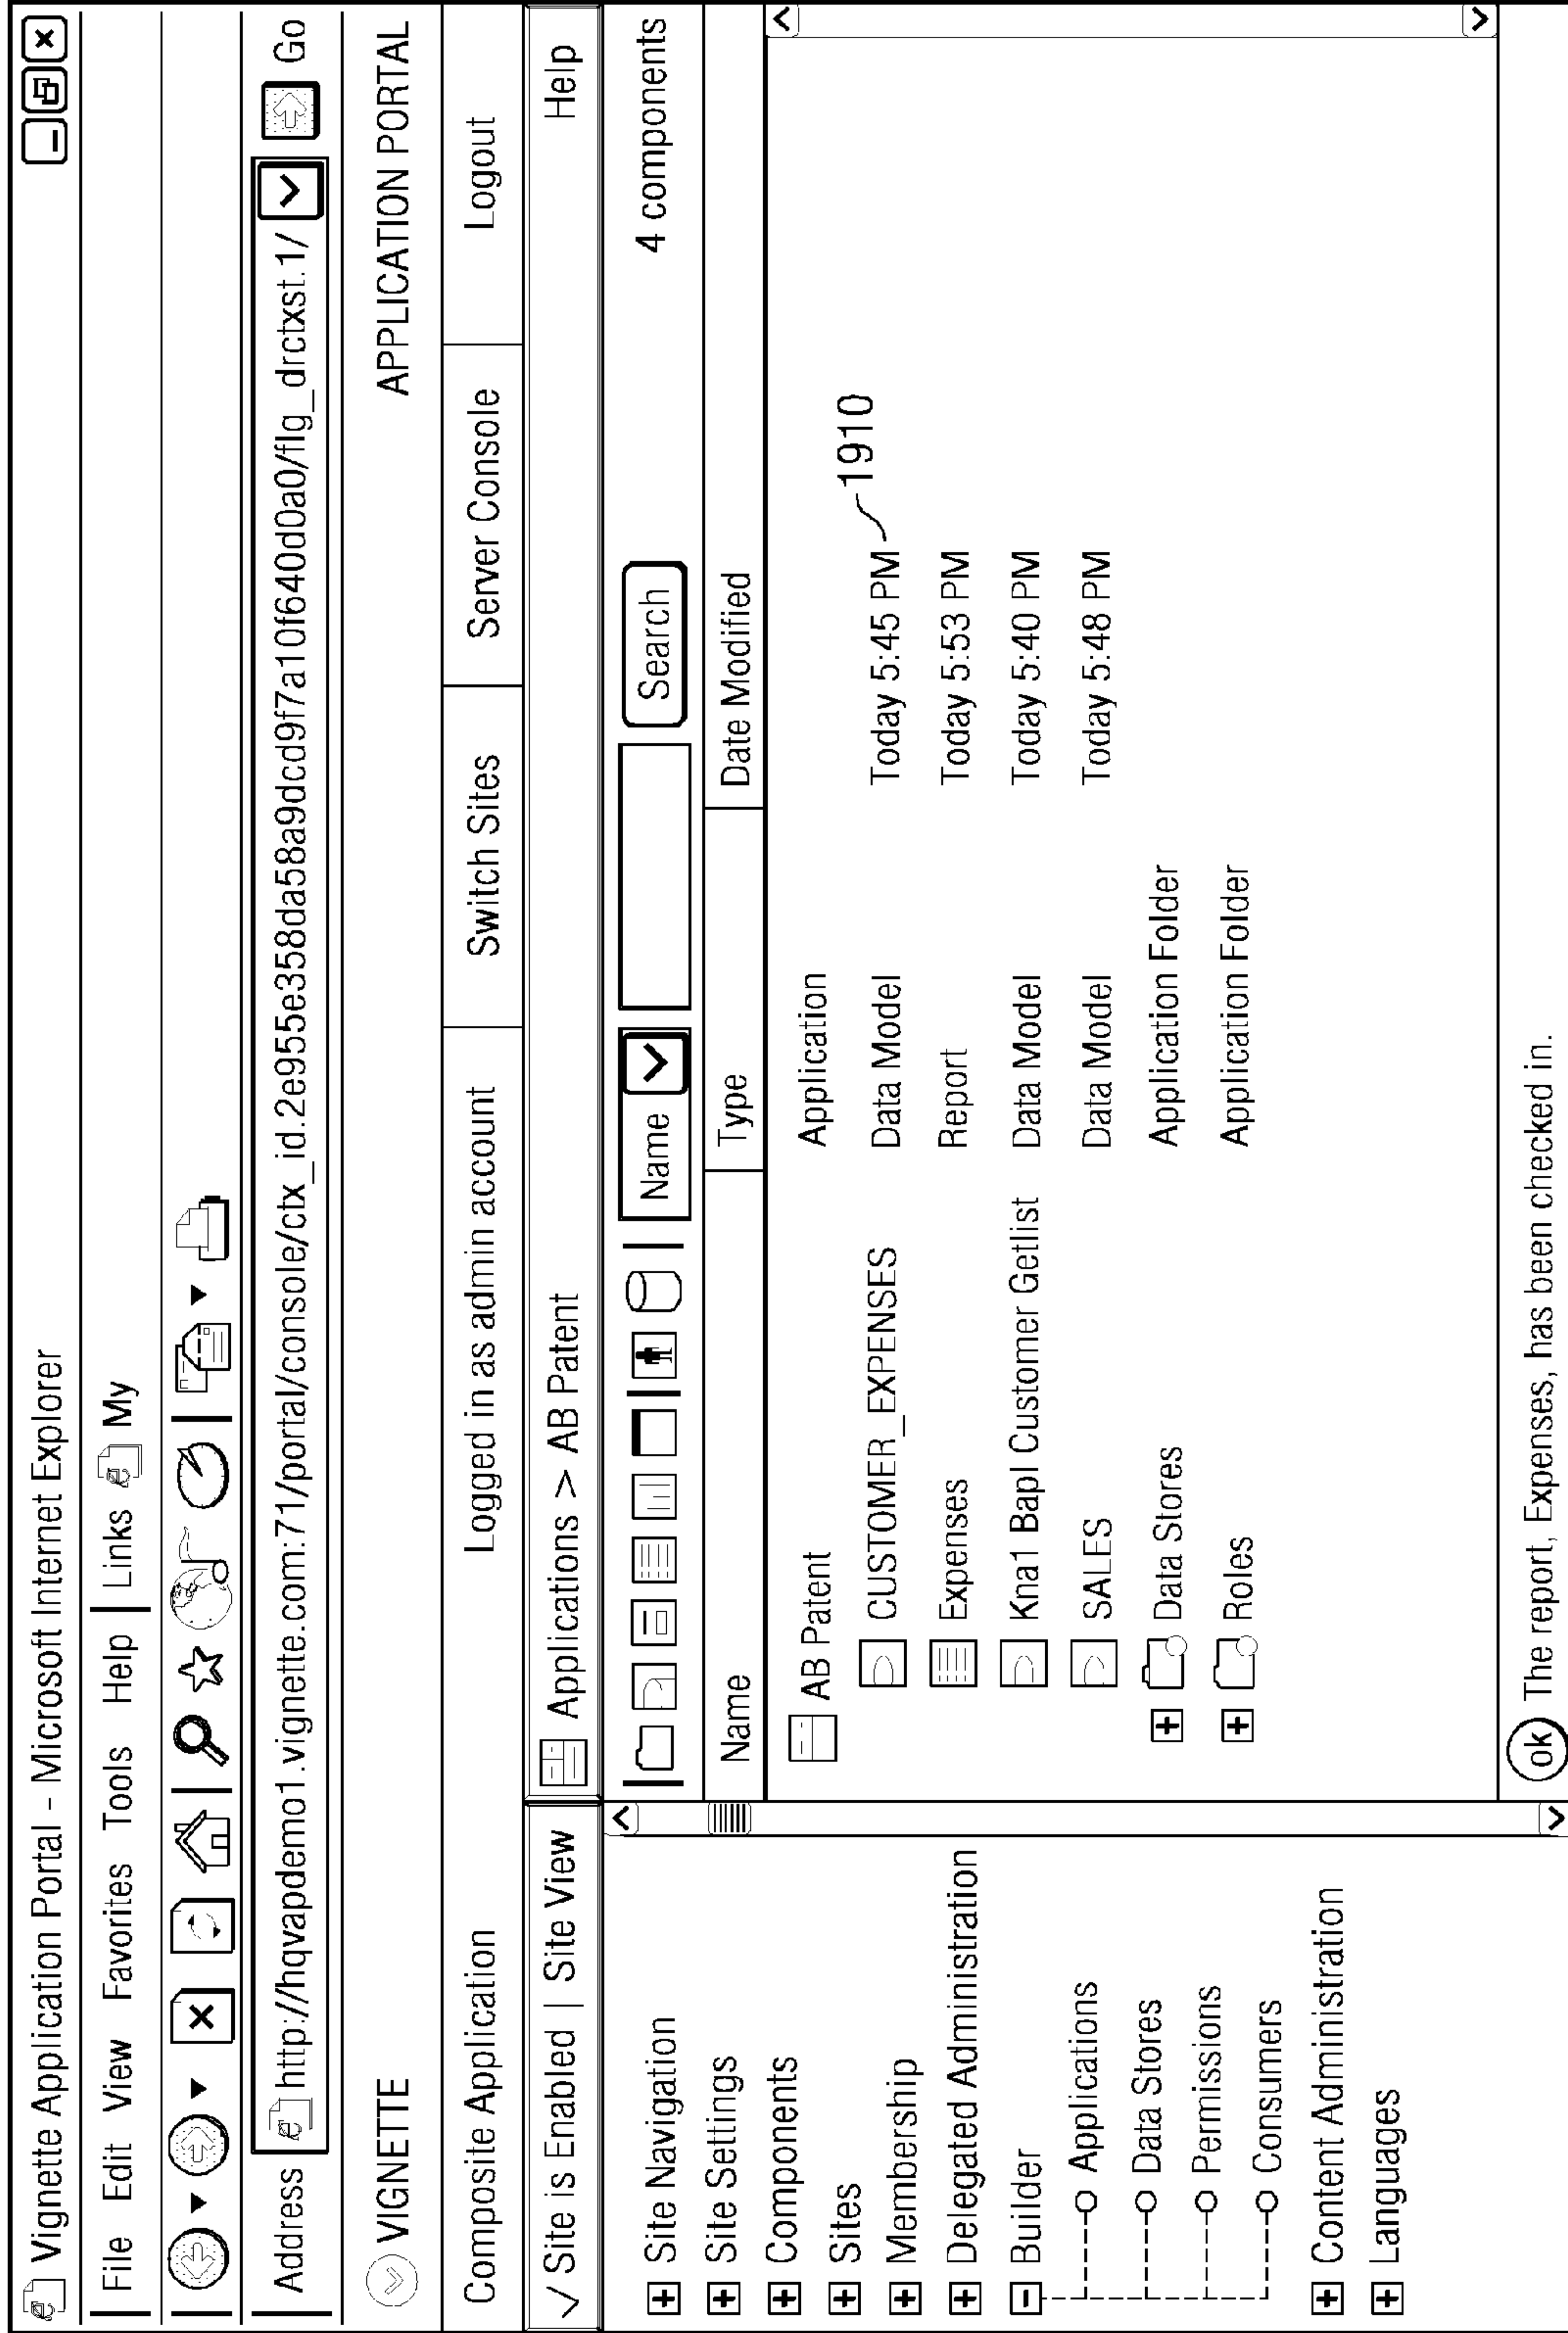 Vignette Application Portal - Microsoft Internet Explorer
File Edit View Favorites Tools Help Links My
Address http://hqvapdemo1.vignette.com:71/portal/console/ctx_id.2e955e358da58a9dcd9f7a10f640d0a0/flg_drctxst.1/ Go
VIGNETTE APPLICATION PORTAL
Composite Application Logged in as admin account Switch Sites Server Console Logout
✓ Site is Enabled | Site View Applications > AB Patent Help
Name Search 4 components
Name Type Date Modified
Site Navigation
Site Settings
Components
Sites
Membership
Delegated Administration
Builder
Applications
Data Stores
Permissions
Consumers
Content Administration
Languages
AB Patent Application
CUSTOMER_EXPENSES Data Model Today 5:45 PM 1910
Expenses Report Today 5:53 PM
Kna1 Bapl Customer Getlist Data Model Today 5:40 PM
SALES Data Model Today 5:48 PM
Data Stores Application Folder
Roles Application Folder
ok The report, Expenses, has been checked in.